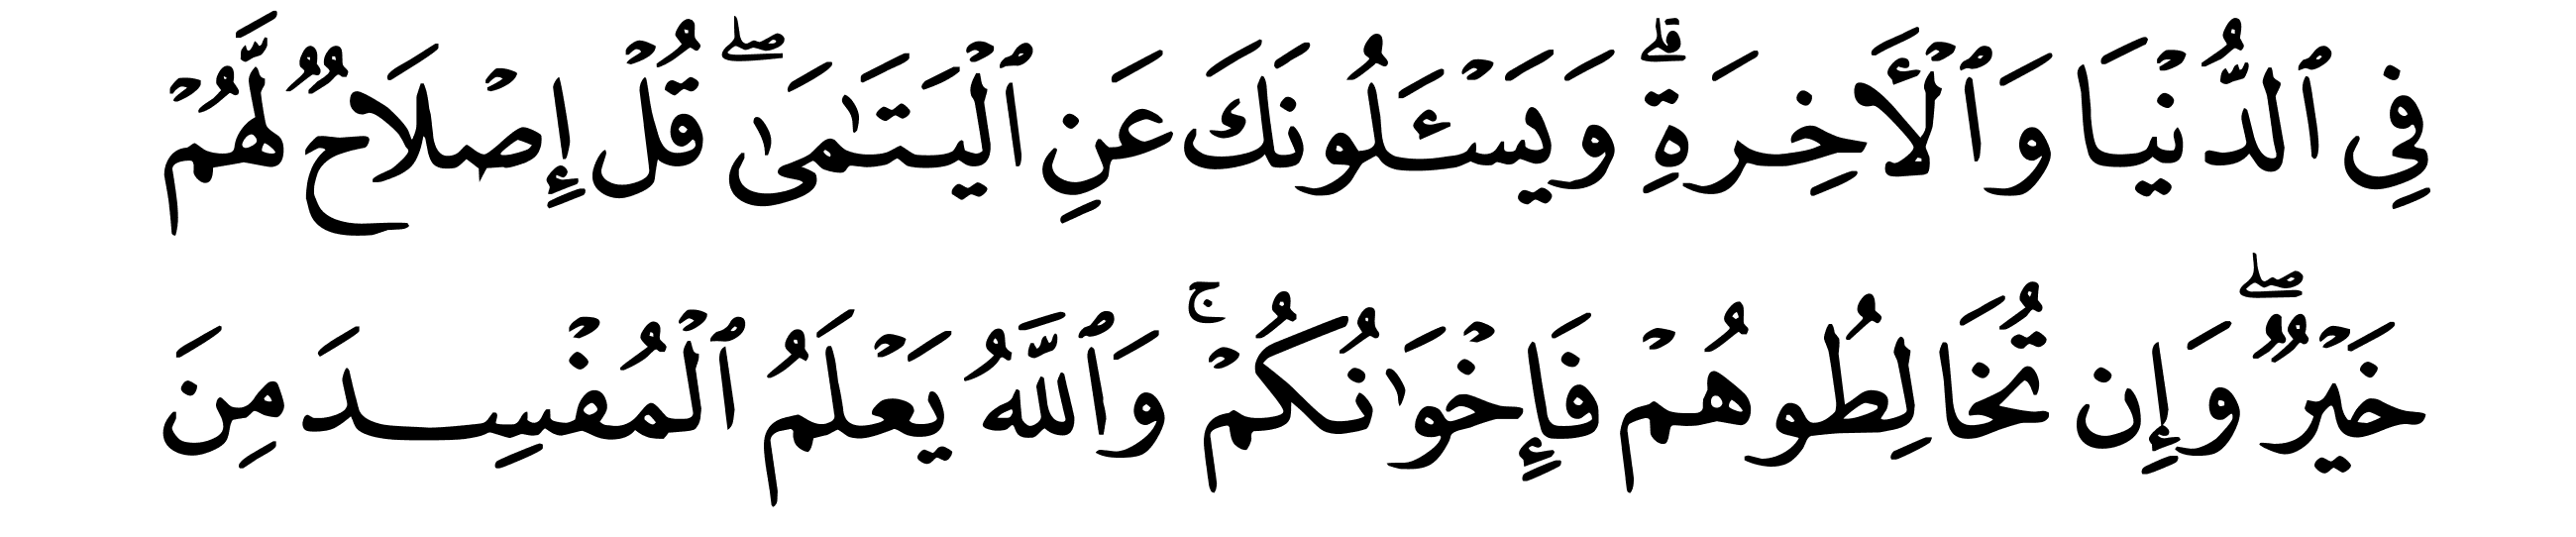 فِي ٱلدُّنۡيَا وَٱلۡأَخِرَةِۗ وَيَسۡـَٔلُونَكَ عَنِ ٱلۡيَتَٰمَىٰۖ قُلۡ إِصۡلَاحٞ لَّهُمۡ
خَيۡرٞۖ وَإِن تُخَالِطُوهُمۡ فَإِخۡوَٰنُكُمۡۚ وَٱللَّهُ يَعۡلَمُ ٱلۡمُفۡسِدَ مِنَ